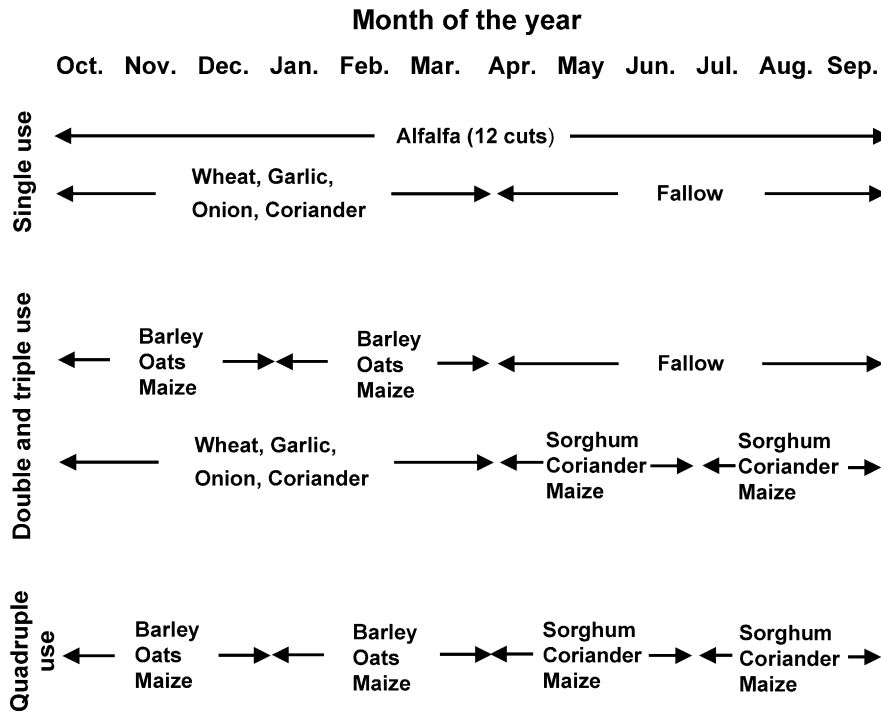 Month of the year
Oct. Nov. Dec. Jan. Feb. Mar. Apr. May Jun. Jul. Aug. Sep.
Single use
Alfalfa (12 cuts)
Wheat, Garlic,
Onion, Coriander
Fallow
Double and triple use
Barley
Oats
Maize
Barley
Oats
Maize
Fallow
Wheat, Garlic,
Onion, Coriander
Sorghum
Coriander
Maize
Sorghum
Coriander
Maize
Quadruple
use
Barley
Oats
Maize
Barley
Oats
Maize
Sorghum
Coriander
Maize
Sorghum
Coriander
Maize